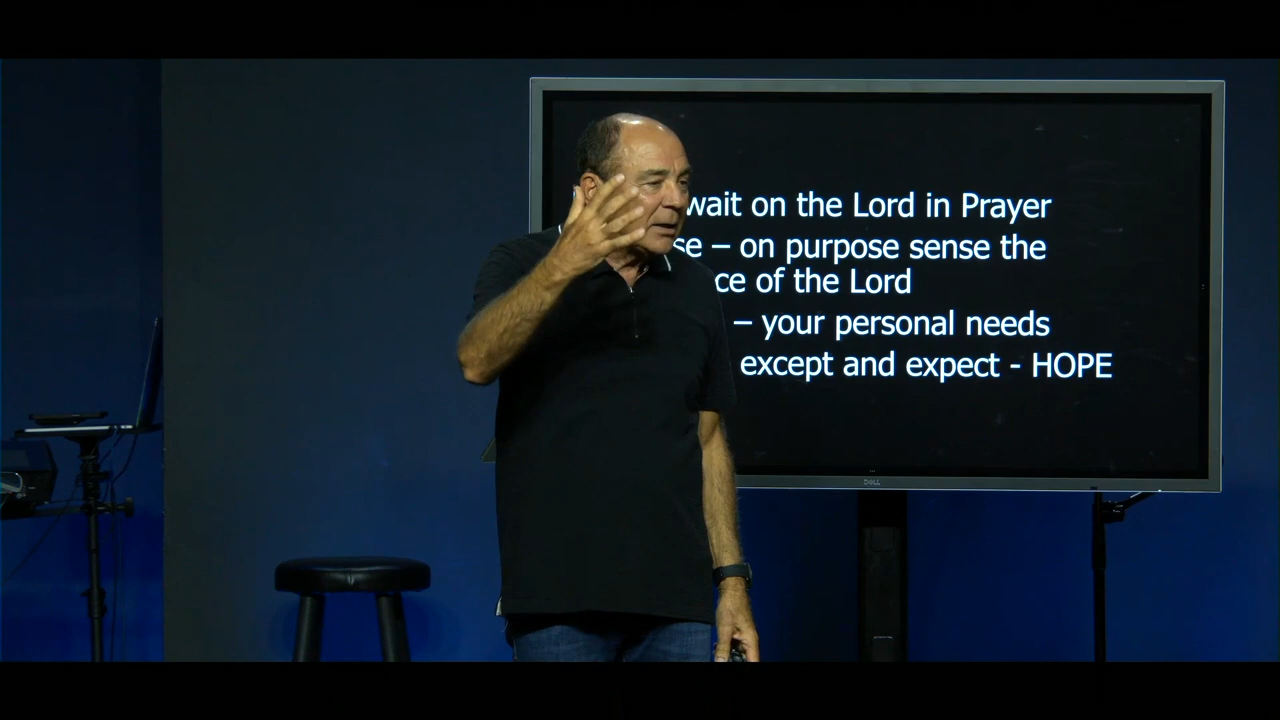 wait on the Lord in Prayer
se – on purpose sense the
ce of the Lord
– your personal needs
except and expect - HOPE
DELL